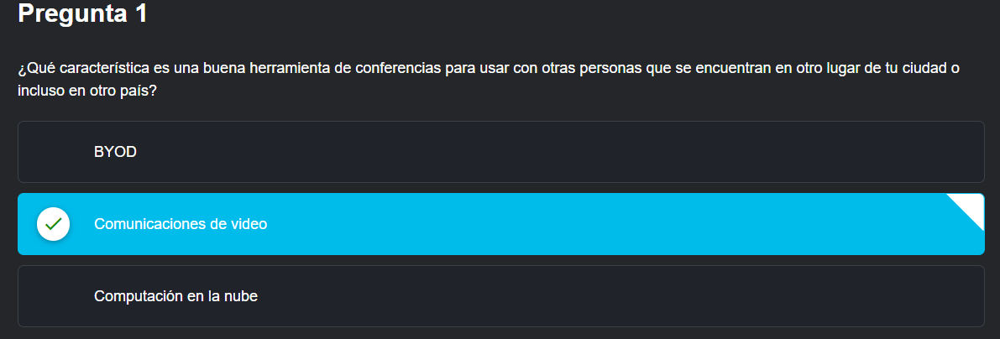 Pregunta 1
¿Qué característica es una buena herramienta de conferencias para usar con otras personas que se encuentran en otro lugar de tu ciudad o
incluso en otro país?
BYOD
Comunicaciones de video
Computación en la nube